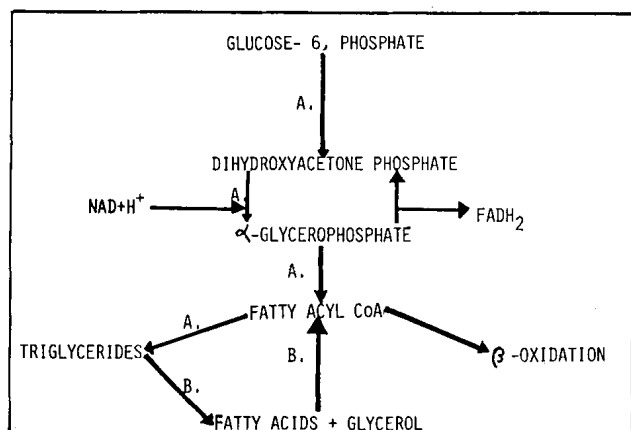 GLUCOSE- 6, PHOSPHATE
A.
DIHYDROXYACETONE PHOSPHATE
A.
NAD+H⁺
FADH₂
α-GLYCEROPHOSPHATE
A.
FATTY ACYL CoA
A.
TRIGLYCERIDES
B.
β-OXIDATION
B.
FATTY ACIDS + GLYCEROL